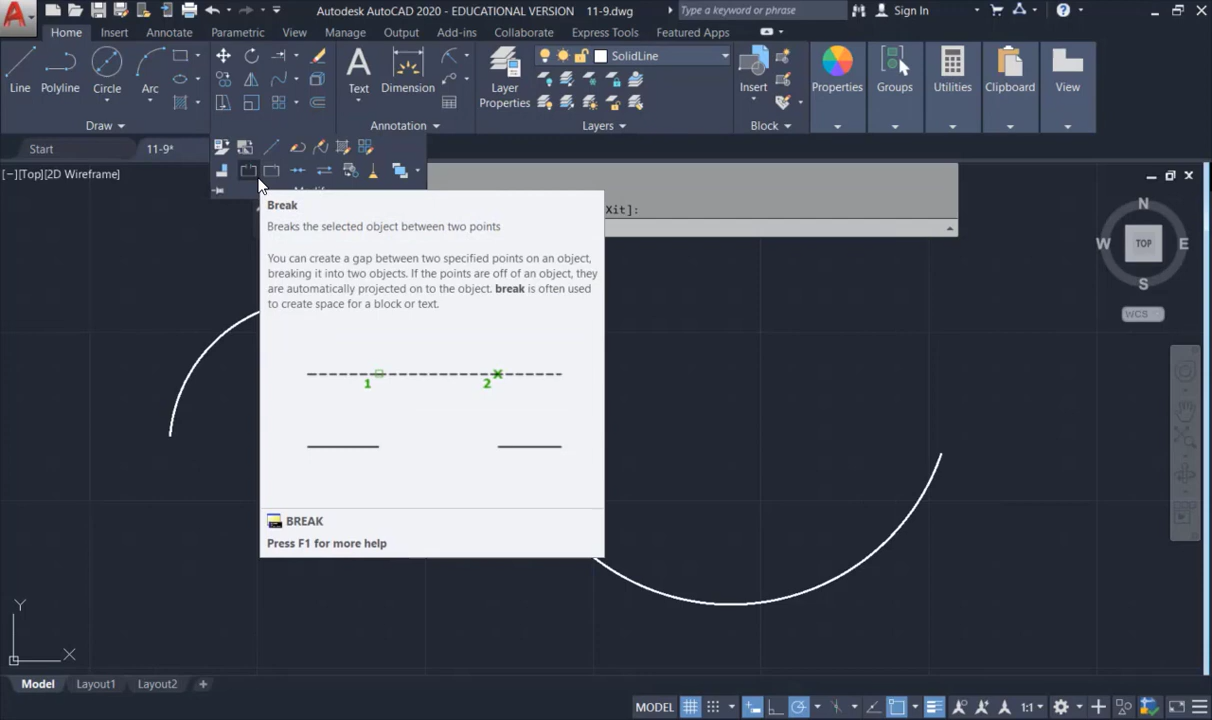 A
Autodesk AutoCAD 2020 - EDUCATIONAL VERSION 11-9.dwg
Type a keyword or phrase
Sign In
Home Insert Annotate Parametric View Manage Output Add-ins Collaborate Express Tools Featured Apps
SolidLine
Line Polyline Circle Arc
Text Dimension
Layer
Properties
Insert
Properties Groups Utilities Clipboard View
Draw
Annotation
Layers
Block
Start
11-9*
[−][Top][2D Wireframe]
Xit]:
Break
Breaks the selected object between two points
You can create a gap between two specified points on an object,
breaking it into two objects. If the points are off of an object, they
are automatically projected on to the object. break is often used
to create space for a block or text.
1 2
BREAK
Press F1 for more help
N
W TOP E
S
WCS
Y
X
Model Layout1 Layout2 +
MODEL
1:1